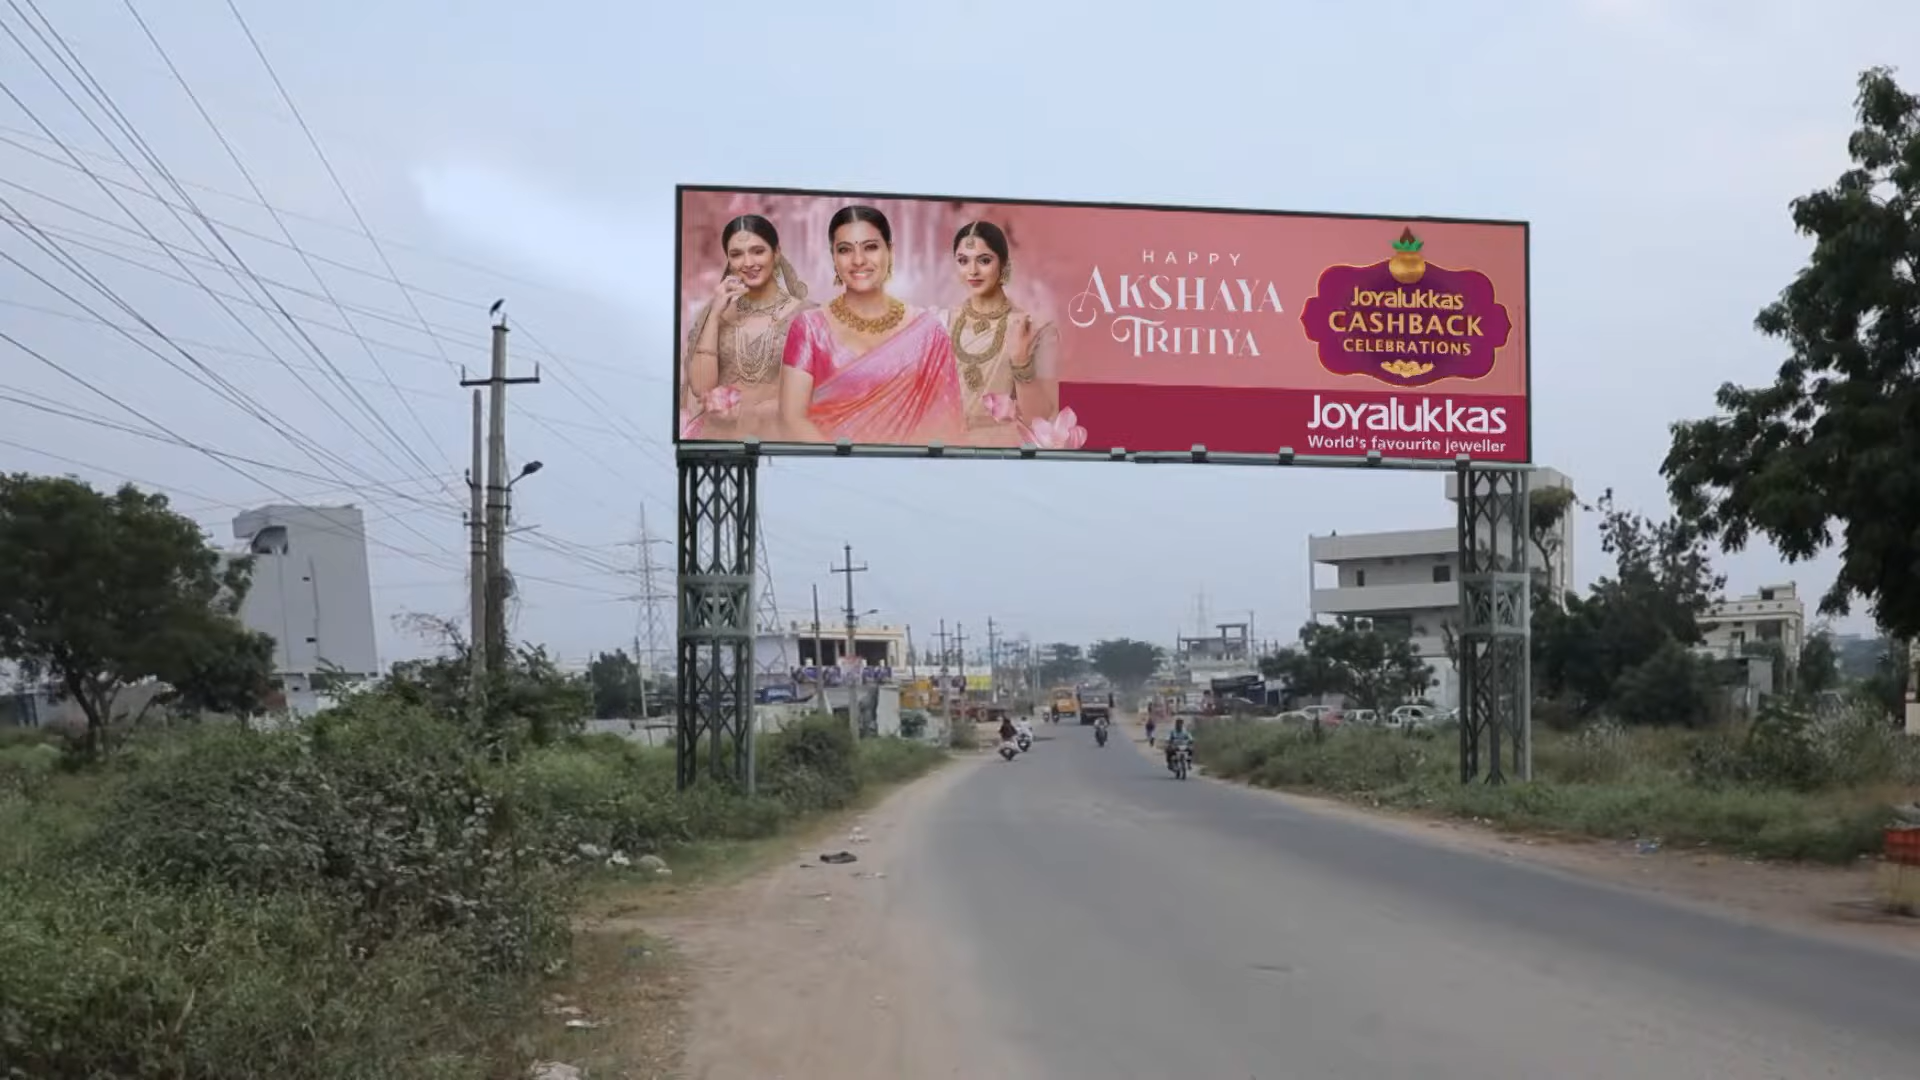 HAPPY
AKSHAYA
TRITIYA
Joyalukkas
CASHBACK
CELEBRATIONS
Joyalukkas
World's favourite jeweller